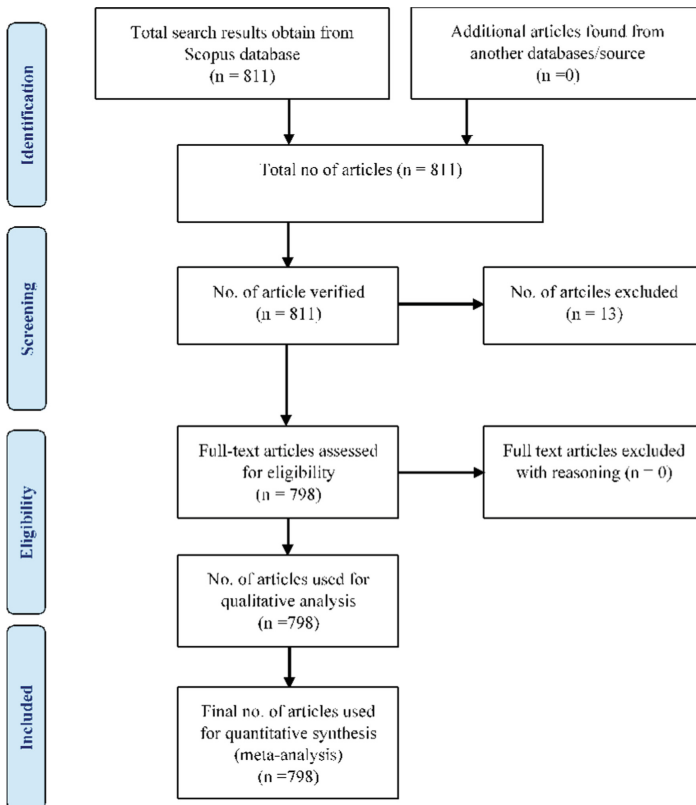 Identification
Total search results obtain from
Scopus database
(n = 811)
Additional articles found from
another databases/source
(n =0)
Total no of articles (n = 811)
Screening
No. of article verified
(n = 811)
No. of artciles excluded
(n = 13)
Eligibility
Full-text articles assessed
for eligibility
(n = 798)
Full text articles excluded
with reasoning (n = 0)
No. of articles used for
qualitative analysis
(n =798)
Included
Final no. of articles used
for quantitative synthesis
(meta-analysis)
(n =798)